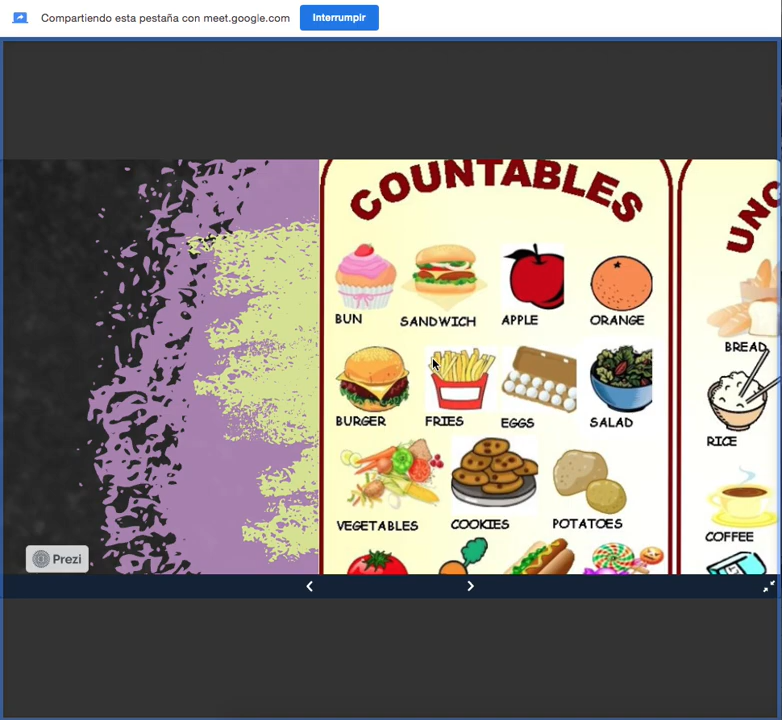 Compartiendo esta pestaña con meet.google.com Interrumpir
COUNTABLES
BUN SANDWICH APPLE ORANGE
BURGER FRIES EGGS SALAD
VEGETABLES COOKIES POTATOES
UNC
BREAD
RICE
COFFEE
Prezi